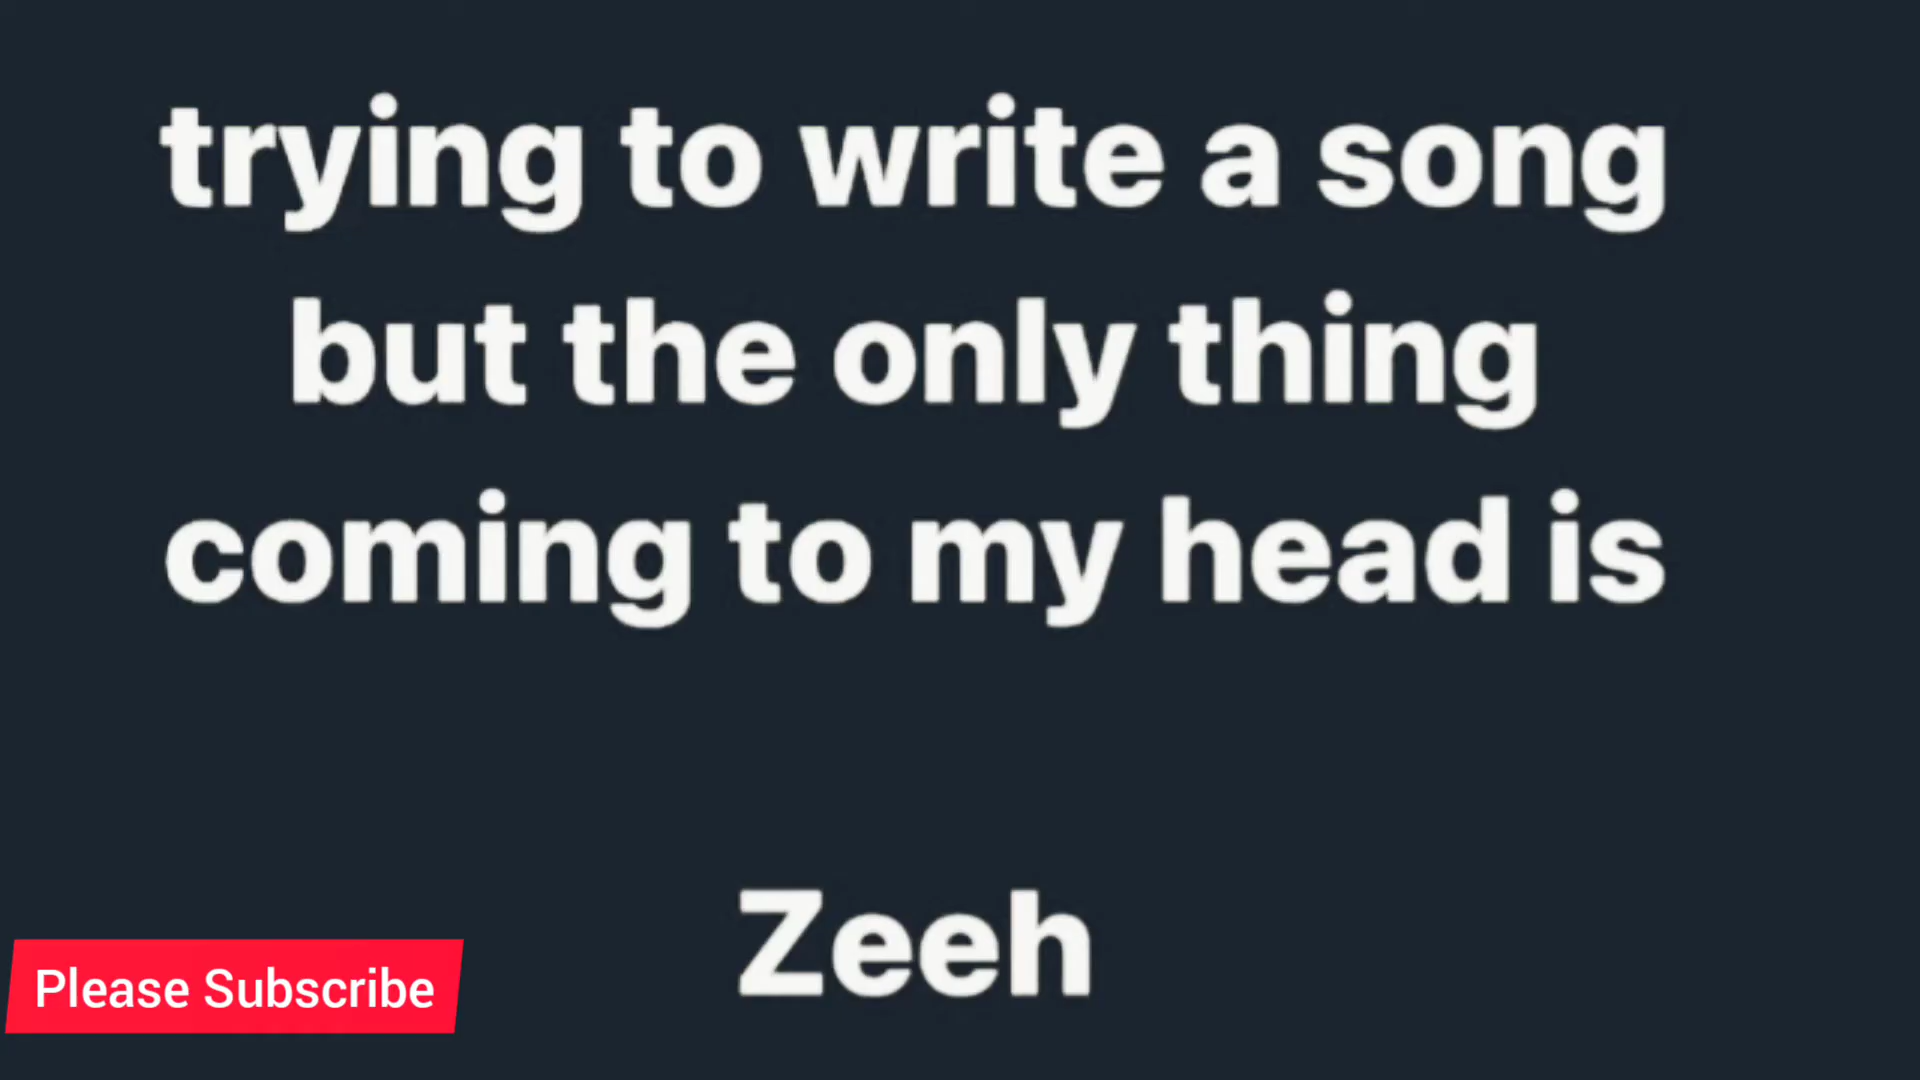 trying to write a song
but the only thing
coming to my head is
Zeeh
Please Subscribe